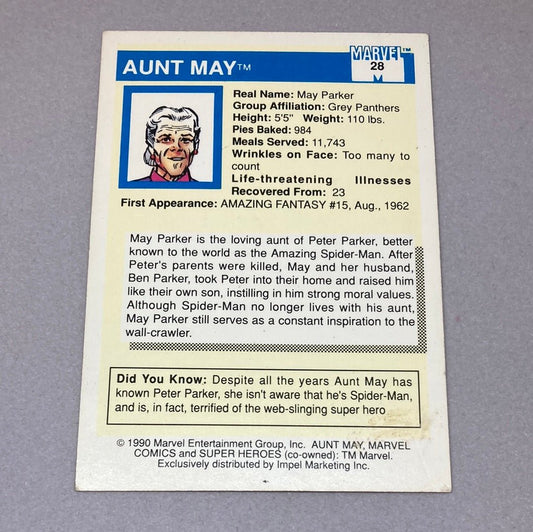 MARVEL™
AUNT MAY™
28
M
Real Name: May Parker
Group Affiliation: Grey Panthers
Height: 5'5" Weight: 110 lbs.
Pies Baked: 984
Meals Served: 11,743
Wrinkles on Face: Too many to
count
Life-threatening Illnesses
Recovered From: 23
First Appearance: AMAZING FANTASY #15, Aug., 1962
May Parker is the loving aunt of Peter Parker, better
known to the world as the Amazing Spider-Man. After
Peter's parents were killed, May and her husband,
Ben Parker, took Peter into their home and raised him
like their own son, instilling in him strong moral values.
Although Spider-Man no longer lives with his aunt,
May Parker still serves as a constant inspiration to the
wall-crawler.
Did You Know: Despite all the years Aunt May has
known Peter Parker, she isn't aware that he's Spider-Man,
and is, in fact, terrified of the web-slinging super hero
© 1990 Marvel Entertainment Group, Inc. AUNT MAY, MARVEL
COMICS and SUPER HEROES (co-owned): TM Marvel.
Exclusively distributed by Impel Marketing Inc.